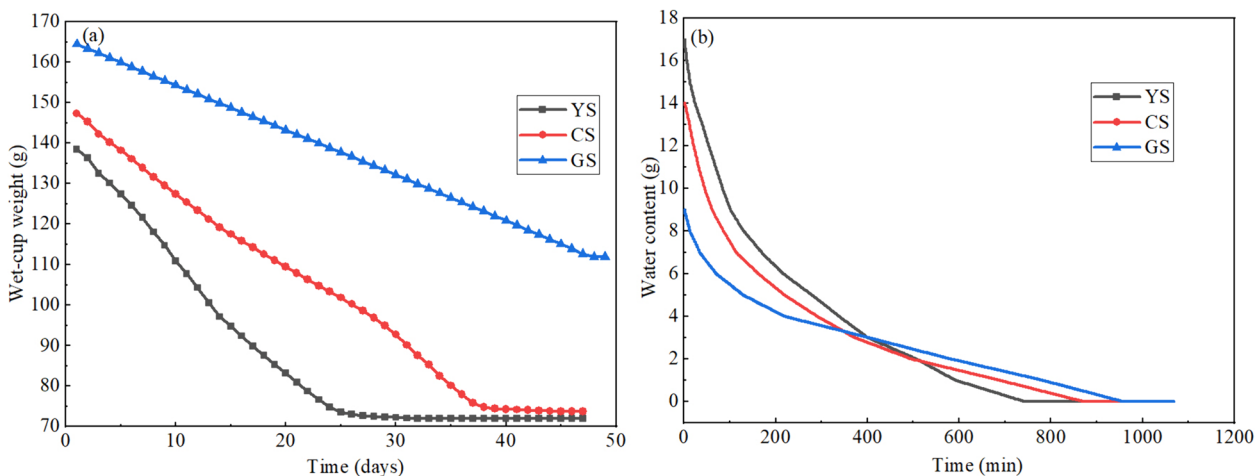 (a)
Wet-cup weight (g)
170
160
150
140
130
120
110
100
90
80
70
YS
CS
GS
0
10
20
30
40
50
Time (days)
(b)
Water content (g)
18
16
14
12
10
8
6
4
2
0
YS
CS
GS
0
200
400
600
800
1000
1200
Time (min)